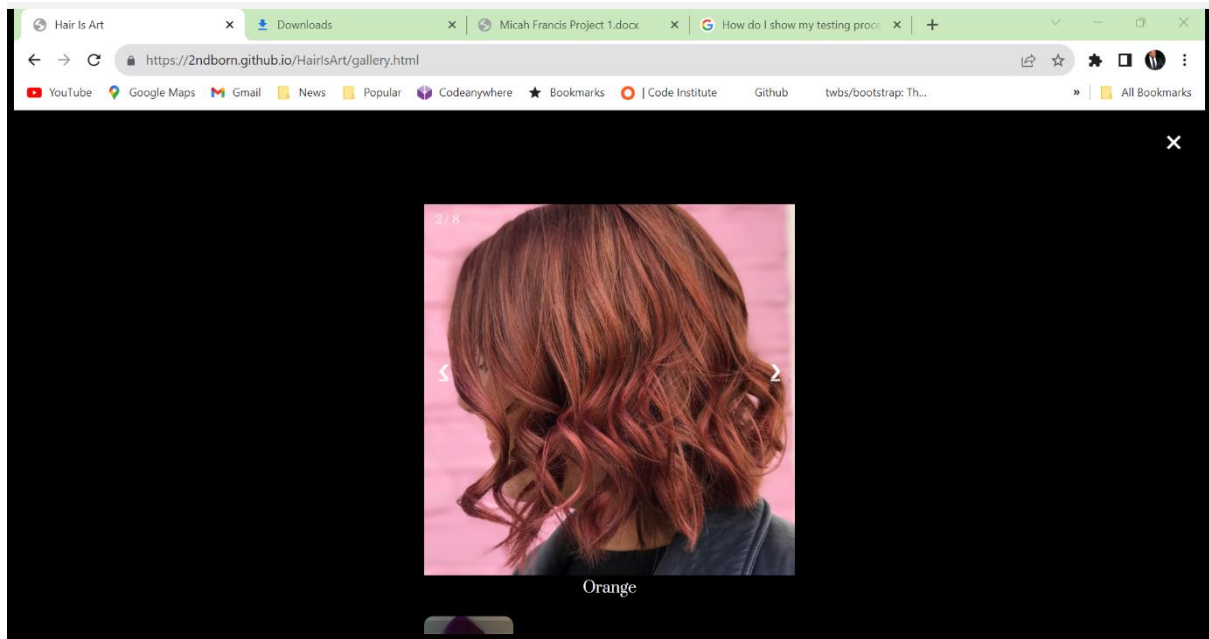 Hair Is Art
Downloads
Micah Francis Project 1.docx
How do I show my testing proce
https://2ndborn.github.io/HairIsArt/gallery.html
YouTube Google Maps Gmail News Popular Codeanywhere Bookmarks | Code Institute Github twbs/bootstrap: Th... » All Bookmarks
2 / 8
Orange